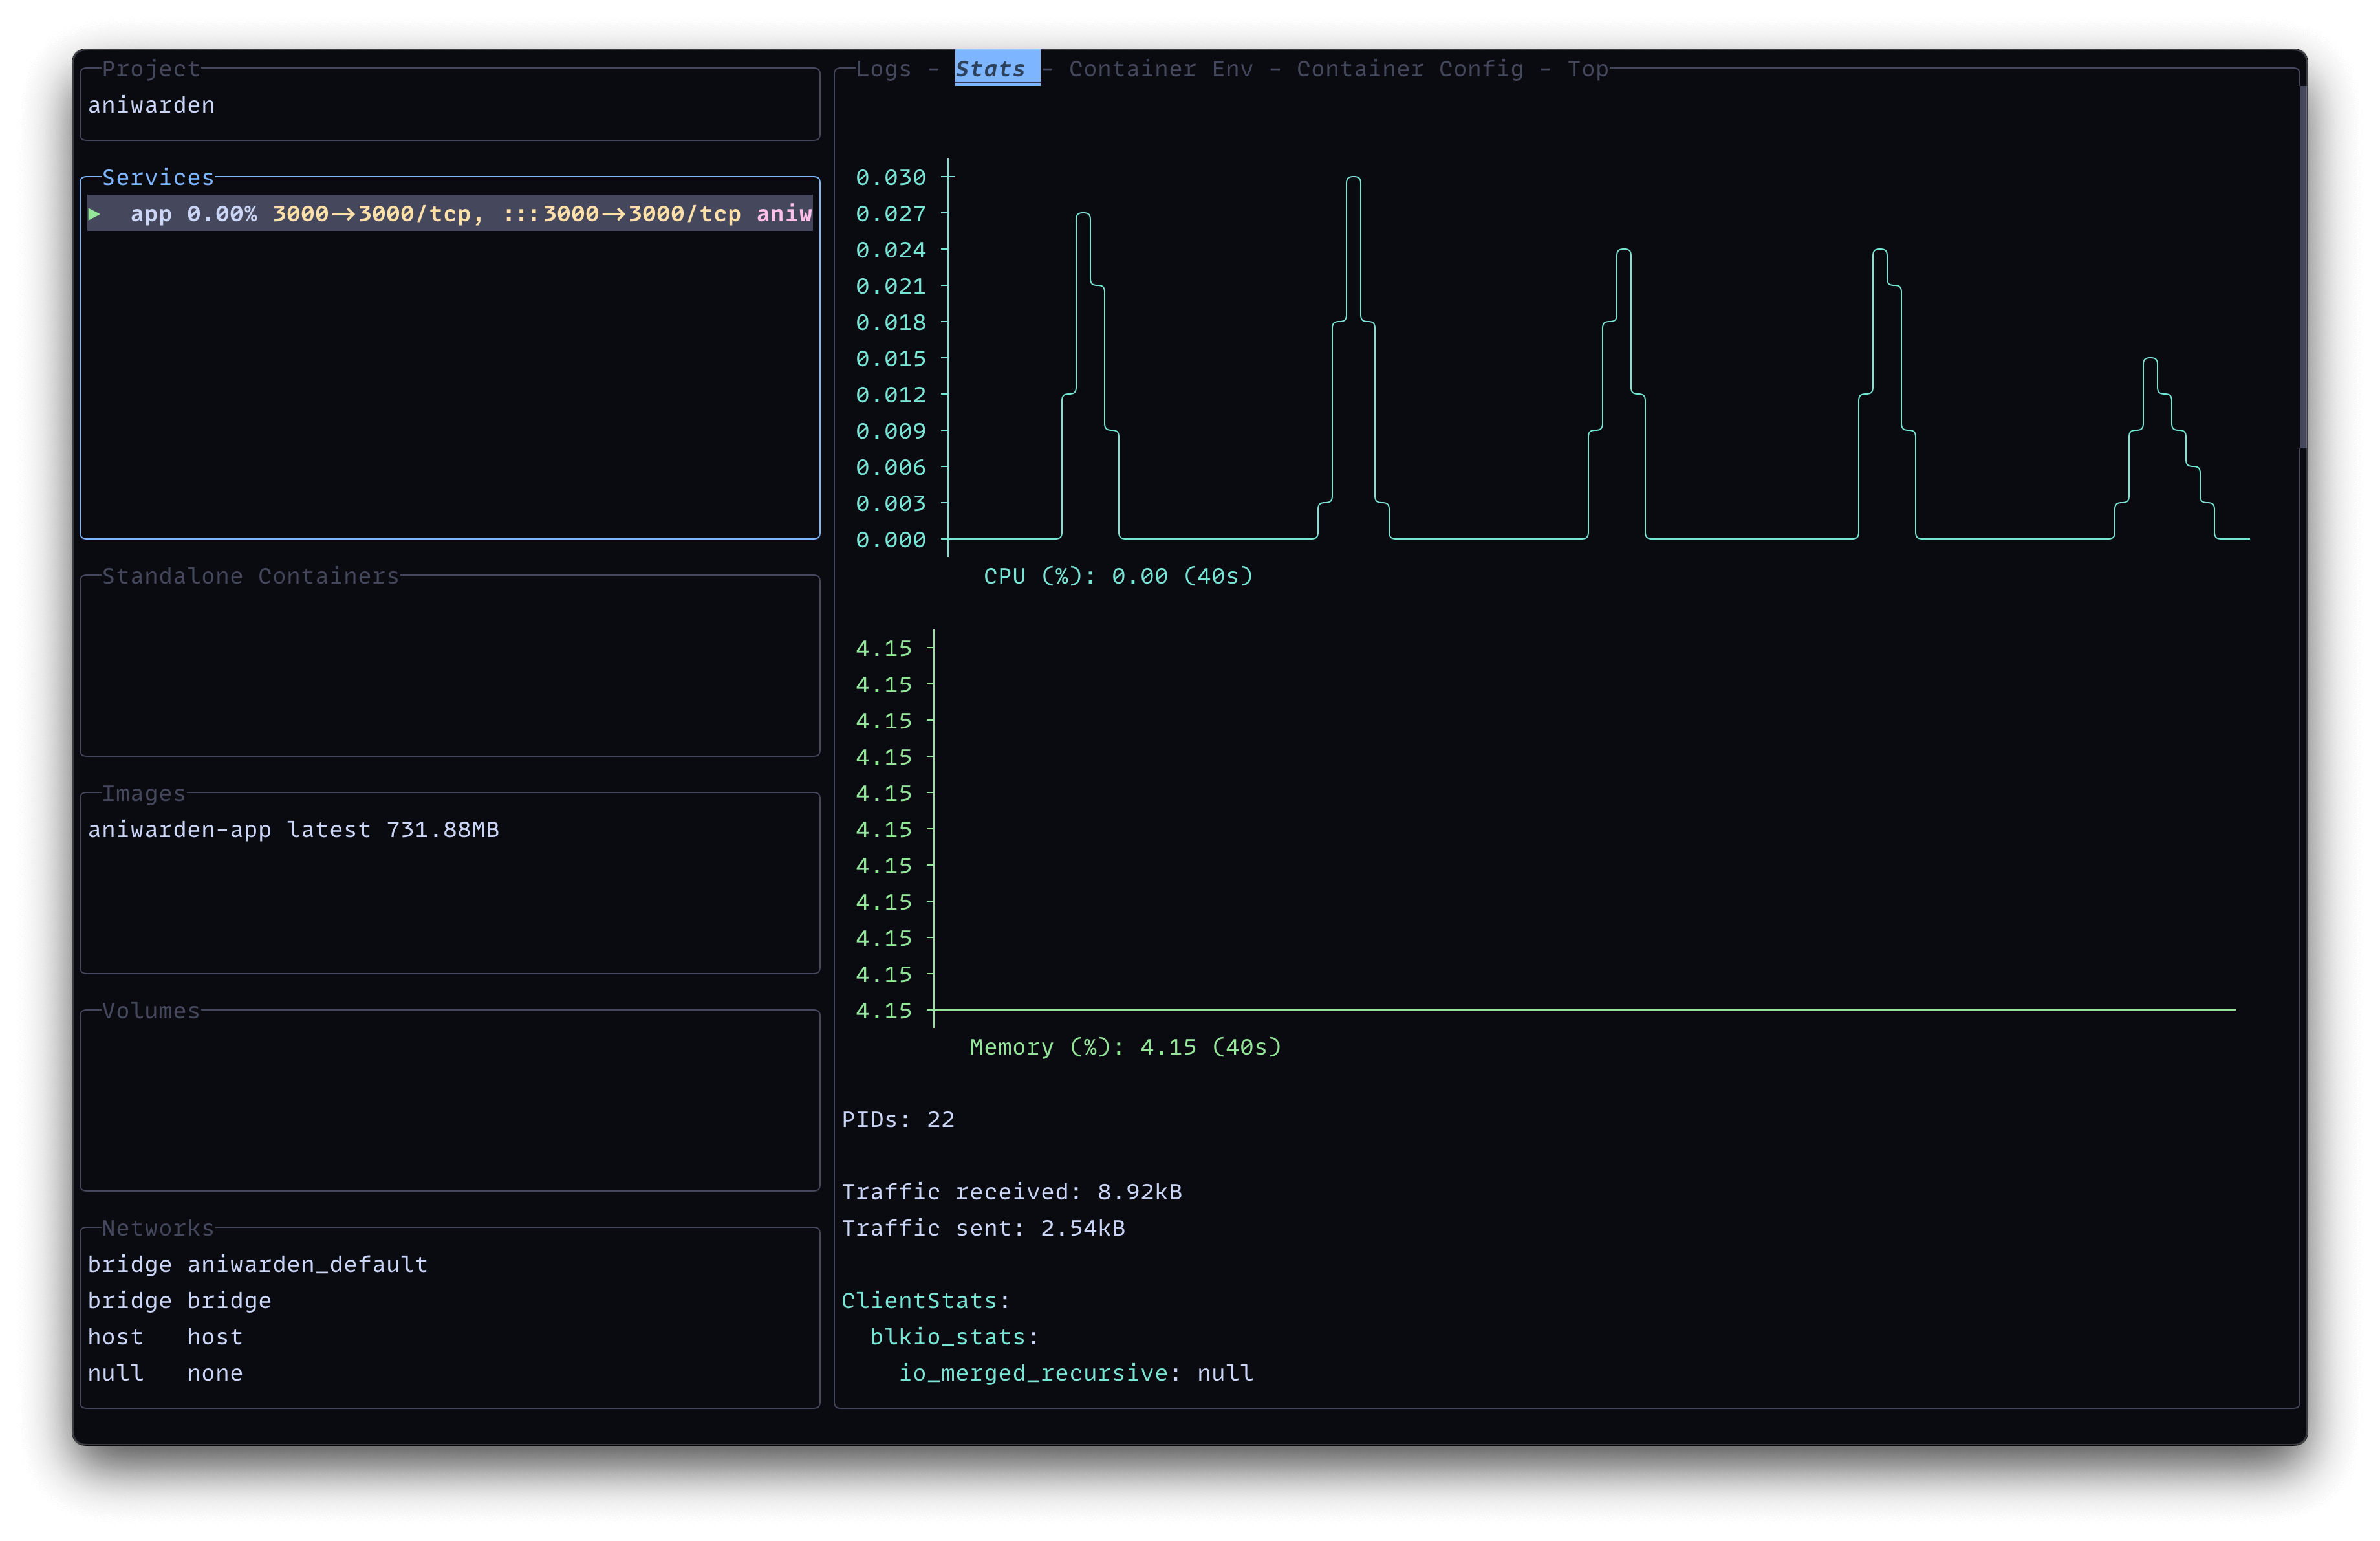 Project
aniwarden
Services
▶ app 0.00% 3000→3000/tcp, :::3000→3000/tcp aniw
Standalone Containers
Images
aniwarden-app latest 731.88MB
Volumes
Networks
bridge aniwarden_default
bridge bridge
host host
null none
Logs - Stats - Container Env - Container Config - Top
0.030
0.027
0.024
0.021
0.018
0.015
0.012
0.009
0.006
0.003
0.000
CPU (%): 0.00 (40s)
4.15
4.15
4.15
4.15
4.15
4.15
4.15
4.15
4.15
4.15
4.15
Memory (%): 4.15 (40s)
PIDs: 22
Traffic received: 8.92kB
Traffic sent: 2.54kB
ClientStats:
blkio_stats:
io_merged_recursive: null